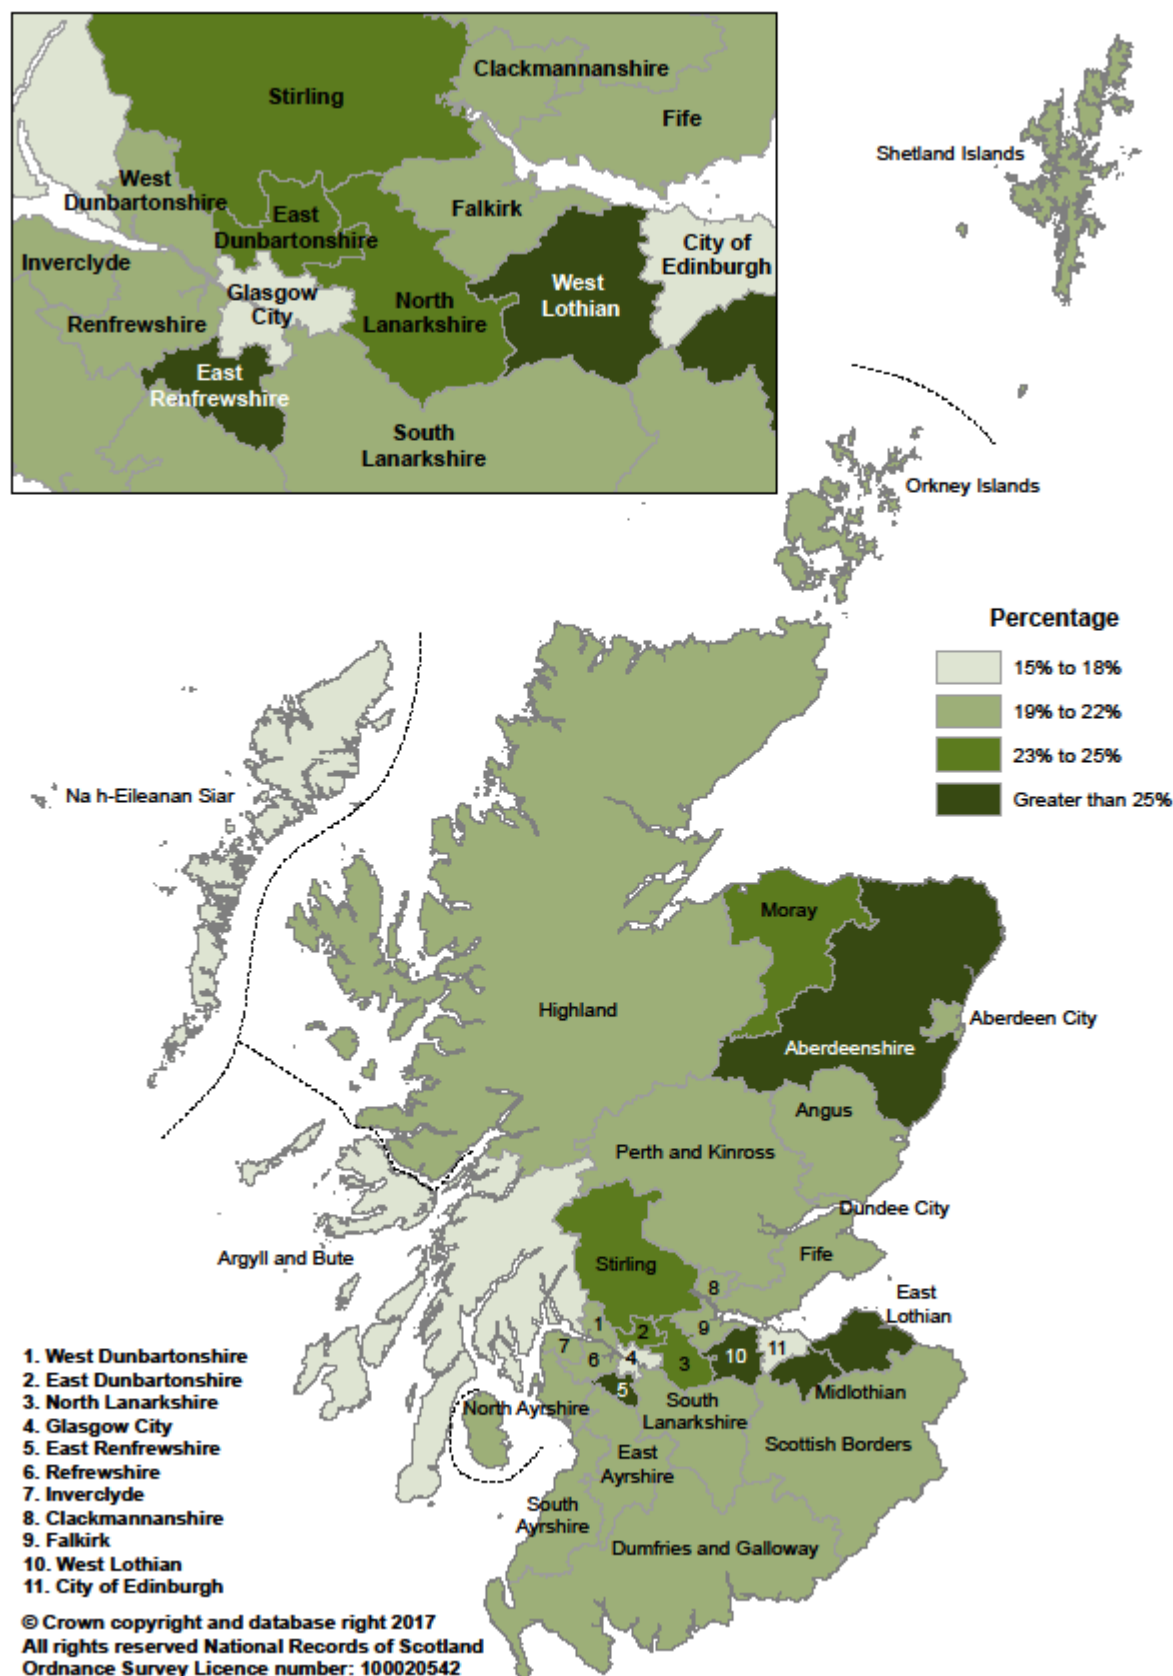 Clackmannanshire
Stirling
Fife
West
Dunbartonshire
East
Dunbartonshire
Falkirk
City of
Edinburgh
Inverclyde
Glasgow
City
North
Lanarkshire
West
Lothian
Renfrewshire
East
Renfrewshire
South
Lanarkshire
Shetland Islands
Orkney Islands
Percentage
15% to 18%
19% to 22%
23% to 25%
Greater than 25%
Na h-Eileanan Siar
Moray
Highland
Aberdeen City
Aberdeenshire
Angus
Perth and Kinross
Dundee City
Argyll and Bute
Stirling
Fife
8
East
Lothian
1
2
9
7
6
4
3
10
11
5
North Ayrshire
South
Lanarkshire
Midlothian
Scottish Borders
East
Ayrshire
South
Ayrshire
Dumfries and Galloway
1. West Dunbartonshire
2. East Dunbartonshire
3. North Lanarkshire
4. Glasgow City
5. East Renfrewshire
6. Refrewshire
7. Inverclyde
8. Clackmannanshire
9. Falkirk
10. West Lothian
11. City of Edinburgh
© Crown copyright and database right 2017
All rights reserved National Records of Scotland
Ordnance Survey Licence number: 100020542